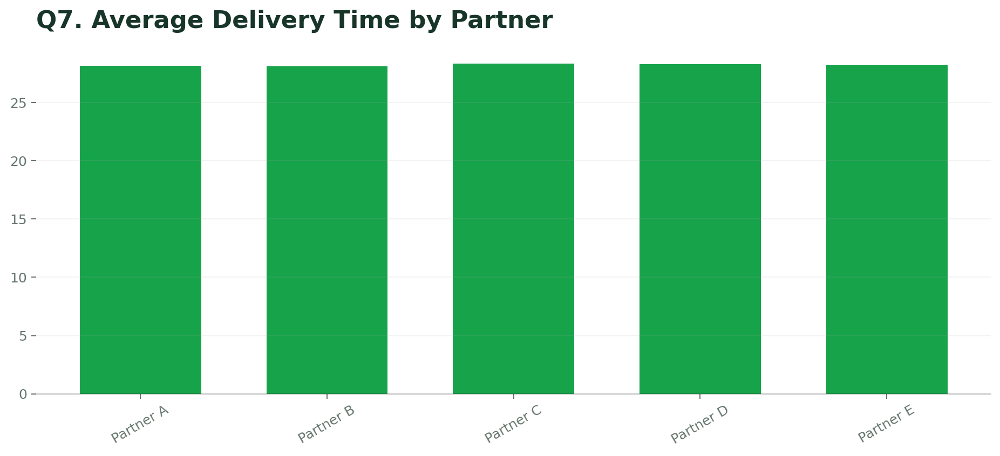 Q7. Average Delivery Time by Partner
25
20
15
10
5
0
Partner A
Partner B
Partner C
Partner D
Partner E